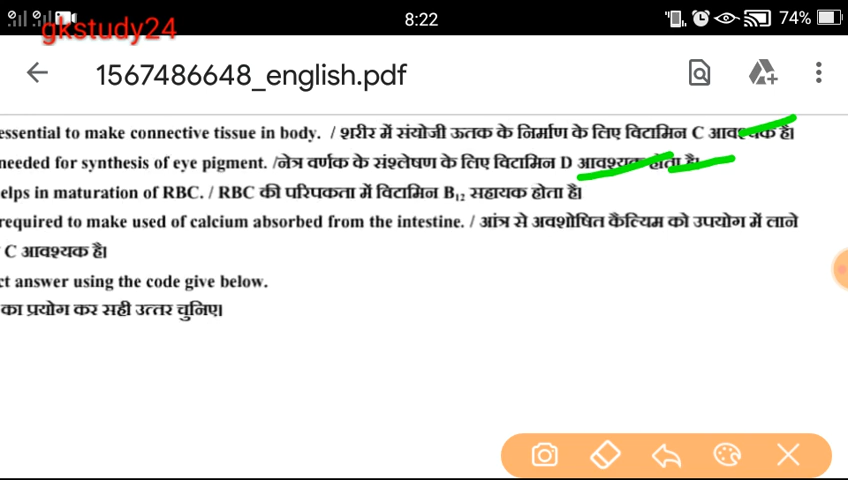 8:22
74%
gkstudy24
1567486648_english.pdf
essential to make connective tissue in body. / शरीर में संयोजी ऊतक के निर्माण के लिए विटामिन C आवश्यक है।
needed for synthesis of eye pigment. /नेत्र वर्णक के संश्लेषण के लिए विटामिन D आवश्यक होता है।
elps in maturation of RBC. / RBC की परिपकता में विटामिन B₁₂ सहायक होता है।
required to make used of calcium absorbed from the intestine. / आंत्र से अवशोषित कैल्यिम को उपयोग में लाने
C आवश्यक है।
ct answer using the code give below.
का प्रयोग कर सही उत्तर चुनिए।